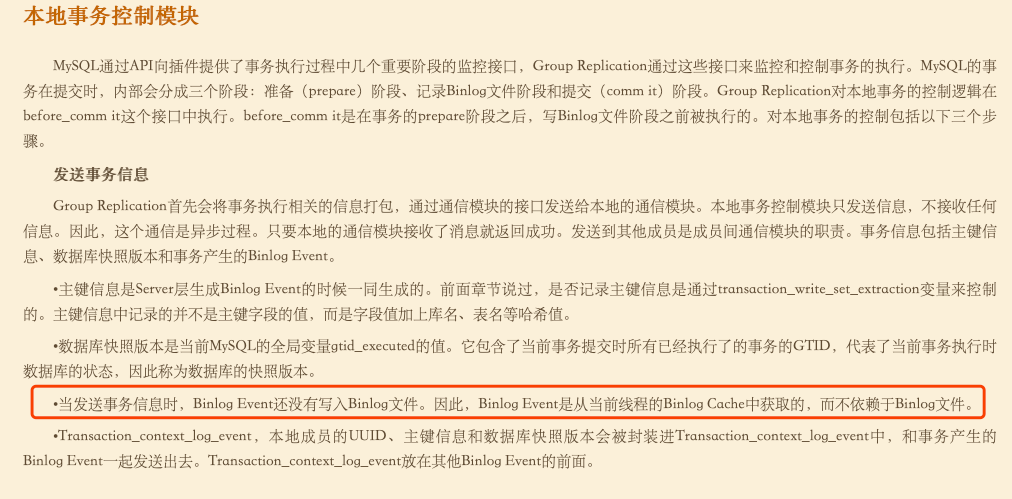 本地事务控制模块
MySQL通过API向插件提供了事务执行过程中几个重要阶段的监控接口，Group Replication通过这些接口来监控和控制事务的执行。MySQL的事
务在提交时，内部会分成三个阶段：准备（prepare）阶段、记录Binlog文件阶段和提交（comm it）阶段。Group Replication对本地事务的控制逻辑在
before_comm it这个接口中执行。before_comm it是在事务的prepare阶段之后，写Binlog文件阶段之前被执行的。对本地事务的控制包括以下三个步
骤。
发送事务信息
Group Replication首先会将事务执行相关的信息打包，通过通信模块的接口发送给本地的通信模块。本地事务控制模块只发送信息，不接收任何
信息。因此，这个通信是异步过程。只要本地的通信模块接收了消息就返回成功。发送到其他成员是成员间通信模块的职责。事务信息包括主键信
息、数据库快照版本和事务产生的Binlog Event。
•主键信息是Server层生成Binlog Event的时候一同生成的。前面章节说过，是否记录主键信息是通过transaction_write_set_extraction变量来控制
的。主键信息中记录的并不是主键字段的值，而是字段值加上库名、表名等哈希值。
•数据库快照版本是当前MySQL的全局变量gtid_executed的值。它包含了当前事务提交时所有已经执行了的事务的GTID，代表了当前事务执行时
数据库的状态，因此称为数据库的快照版本。
•当发送事务信息时，Binlog Event还没有写入Binlog文件。因此，Binlog Event是从当前线程的Binlog Cache中获取的，而不依赖于Binlog文件。
•Transaction_context_log_event，本地成员的UUID、主键信息和数据库快照版本会被封装进Transaction_context_log_event中，和事务产生的
Binlog Event一起发送出去。Transaction_context_log_event放在其他Binlog Event的前面。